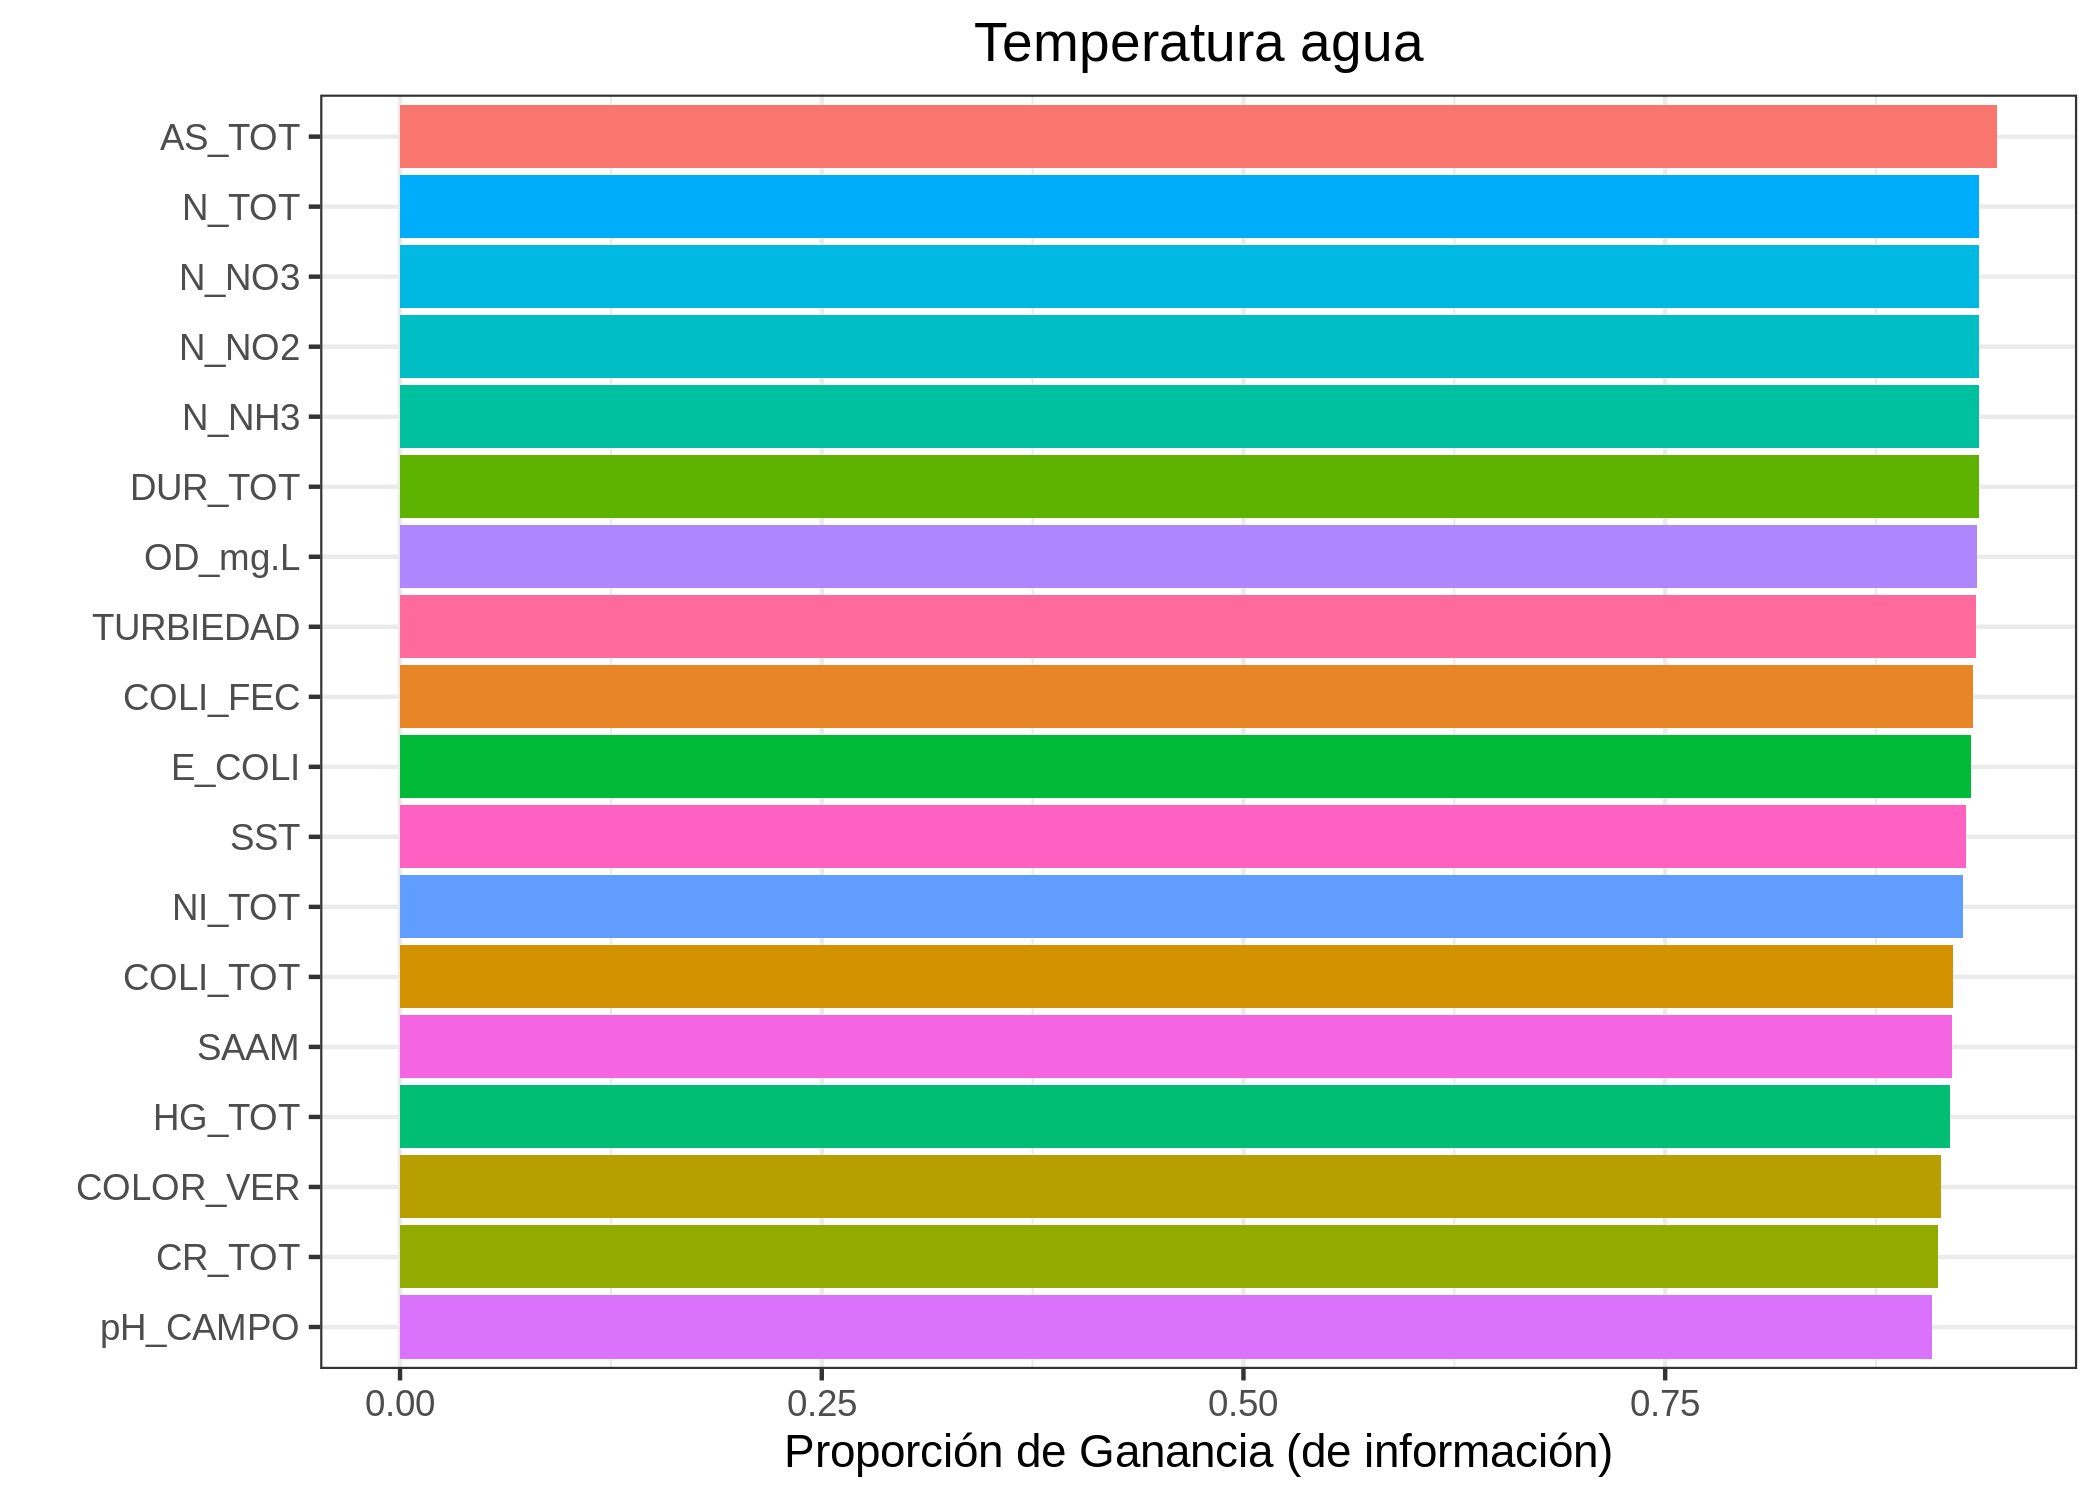 Temperatura agua
AS_TOT
N_TOT
N_NO3
N_NO2
N_NH3
DUR_TOT
OD_mg.L
TURBIEDAD
COLI_FEC
E_COLI
SST
NI_TOT
COLI_TOT
SAAM
HG_TOT
COLOR_VER
CR_TOT
pH_CAMPO
0.00 0.25 0.50 0.75
Proporción de Ganancia (de información)